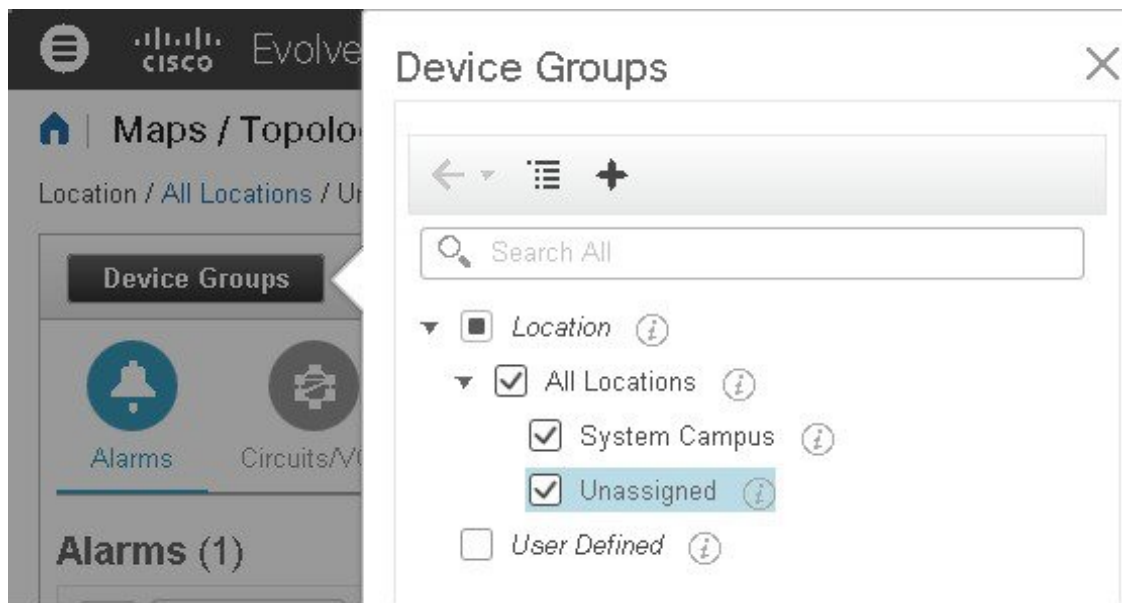 cisco Evolve
Device Groups
Maps / Topolo
Location / All Locations /
Device Groups
Search All
Location
All Locations
System Campus
Unassigned
User Defined
Alarms
Circuits/V
Alarms (1)